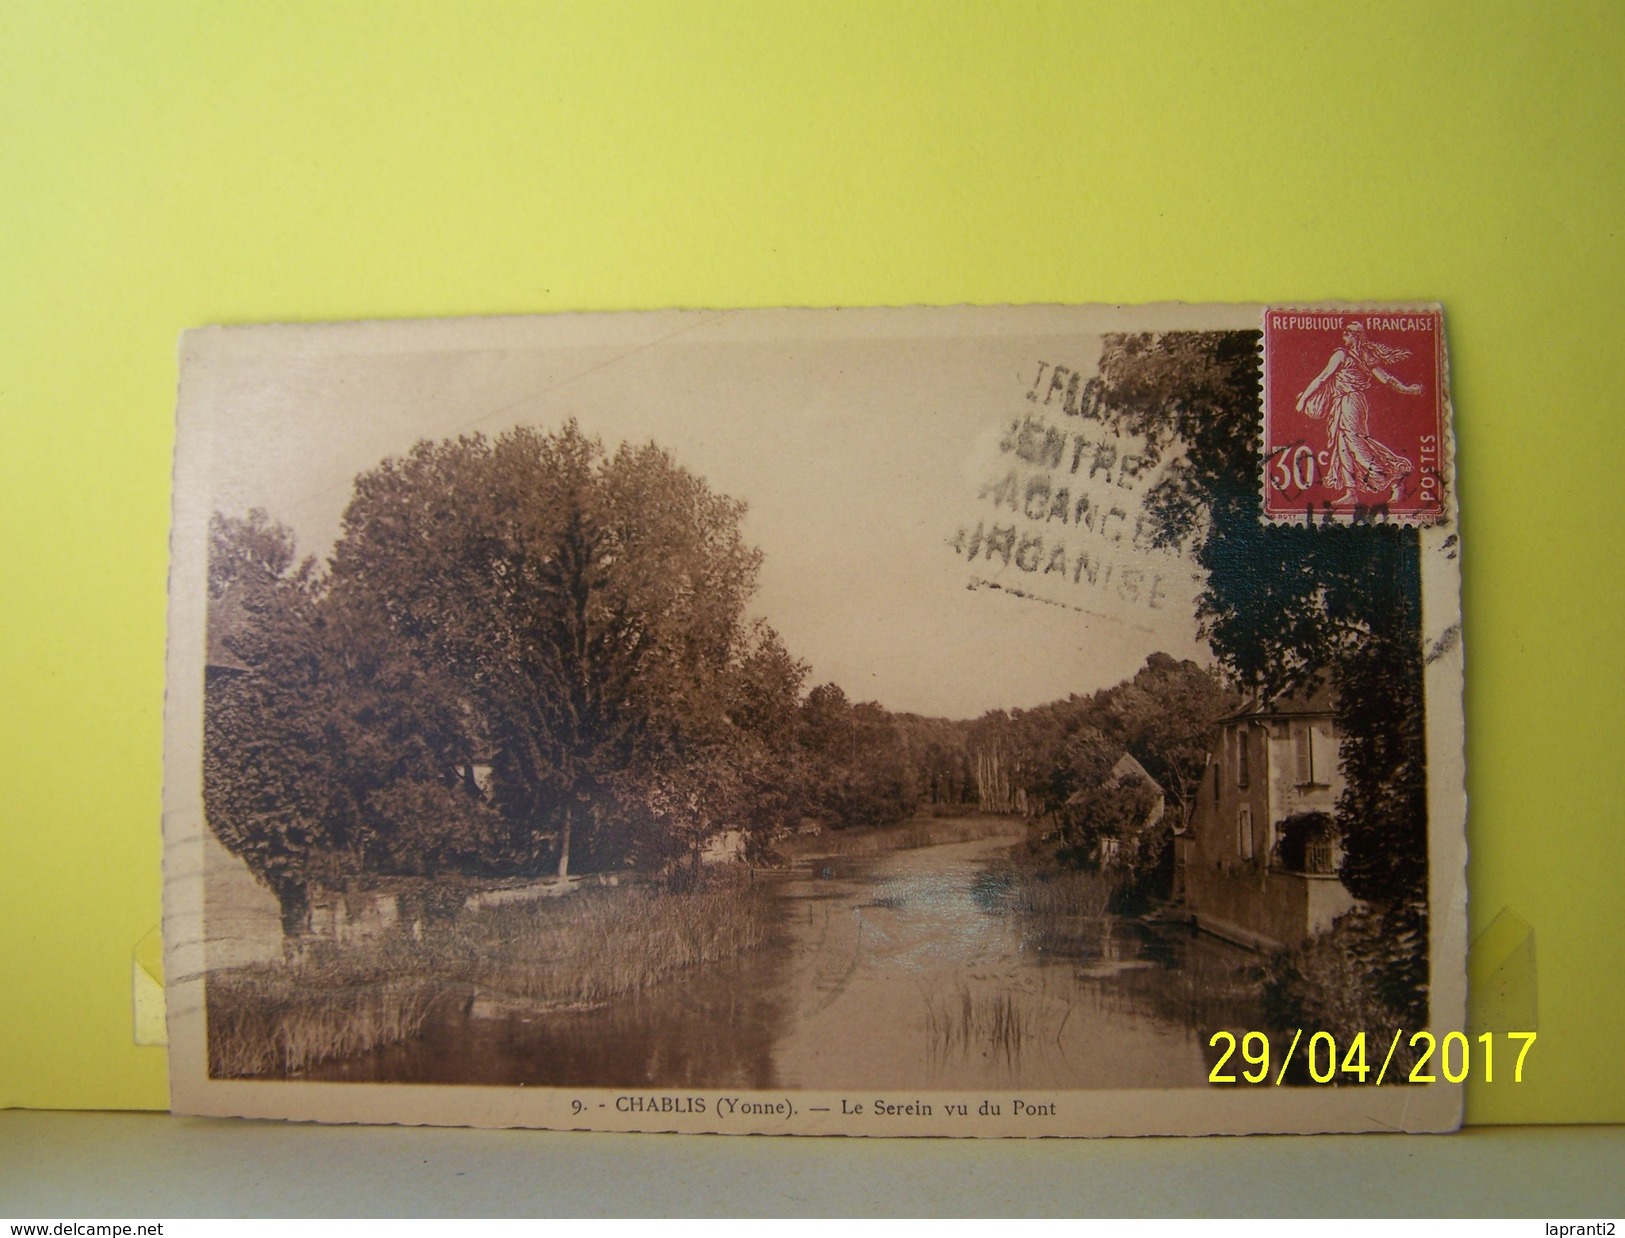 REPUBLIQUE FRANÇAISE
30c
POSTES
ENTRE
9. - CHABLIS (Yonne). — Le Serein vu du Pont
29/04/2017
www.delcampe.net
lapranti2